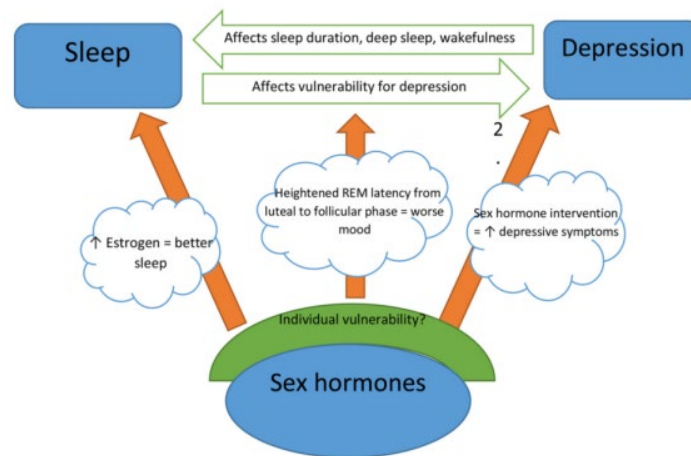 Affects sleep duration, deep sleep, wakefulness
Sleep
Depression
Affects vulnerability for depression
2
.
Heightened REM latency from
luteal to follicular phase = worse
mood
Sex hormone intervention
= ↑ depressive symptoms
↑ Estrogen = better
sleep
Individual vulnerability?
Sex hormones